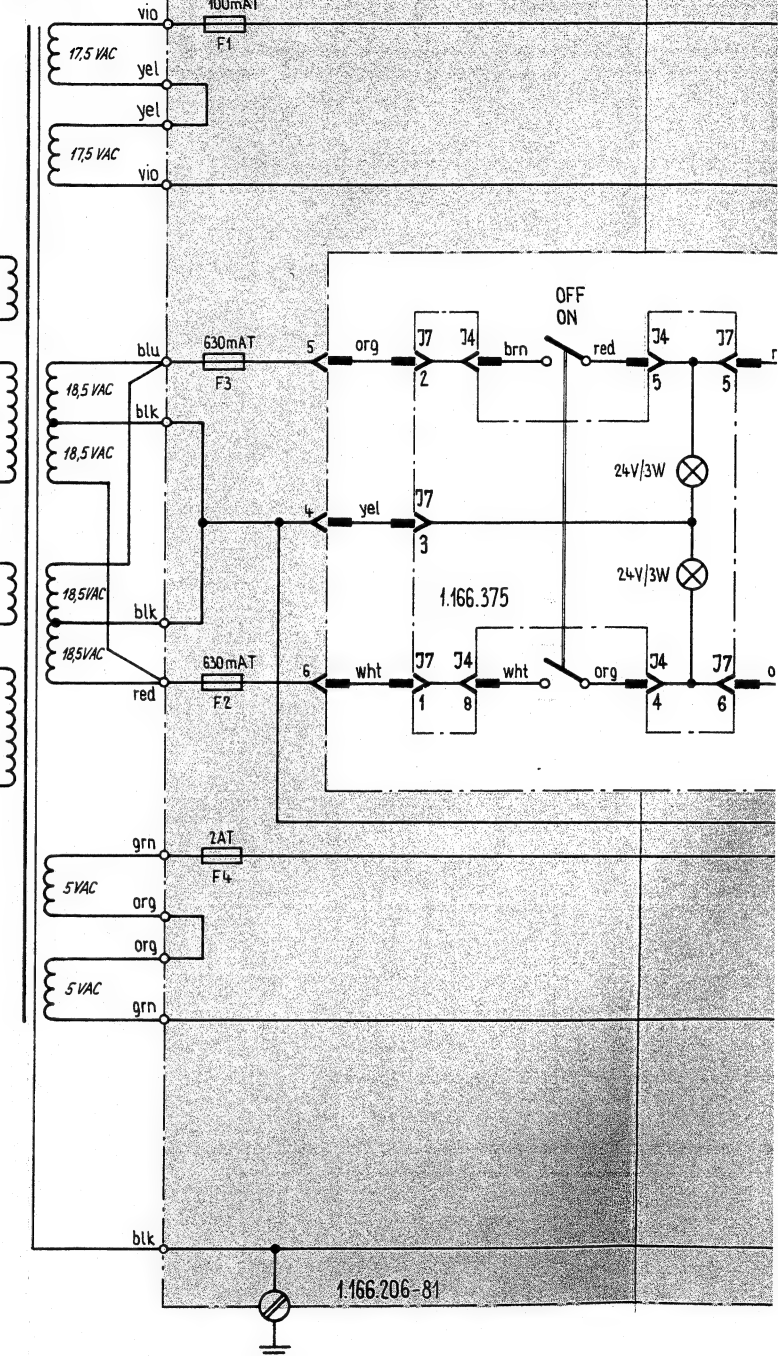 vio
100mAT
F1
17,5 VAC
yel
yel
17,5 VAC
vio
OFF
ON
blu
630mAT
F3
5
org
J7
2
J4
brn
red
J4
5
J7
5
r
18,5 VAC
blk
18,5 VAC
24V/3W
4
yel
J7
3
24V/3W
18,5VAC
blk
1.166.375
18,5VAC
red
630mAT
F2
6
wht
J7
1
J4
8
wht
org
J4
4
J7
6
o
grn
2AT
F4
5VAC
org
org
5 VAC
grn
blk
1.166.206-81